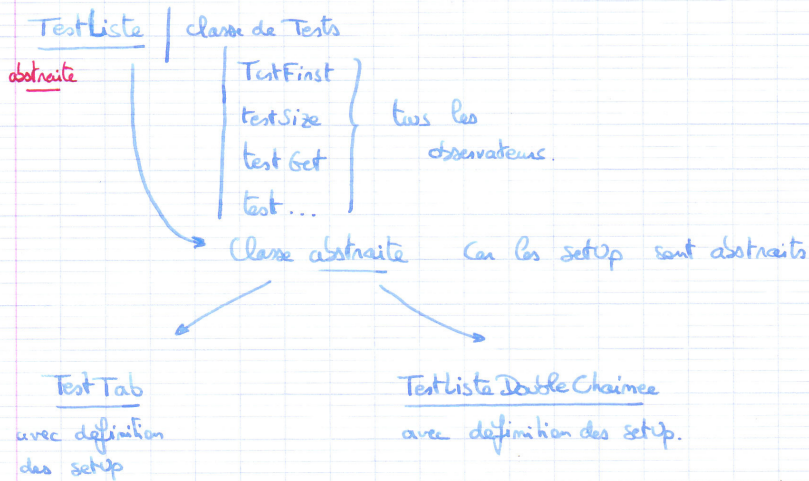 TestListe | classe de Tests
abstraite
TestFirst
testSize
tous les
testGet
observateurs.
test...
Classe abstraite Car les setUp sont abstraits
TestTab
TestListeDoubleChainee
avec définition
des setUp
avec définition des setUp.